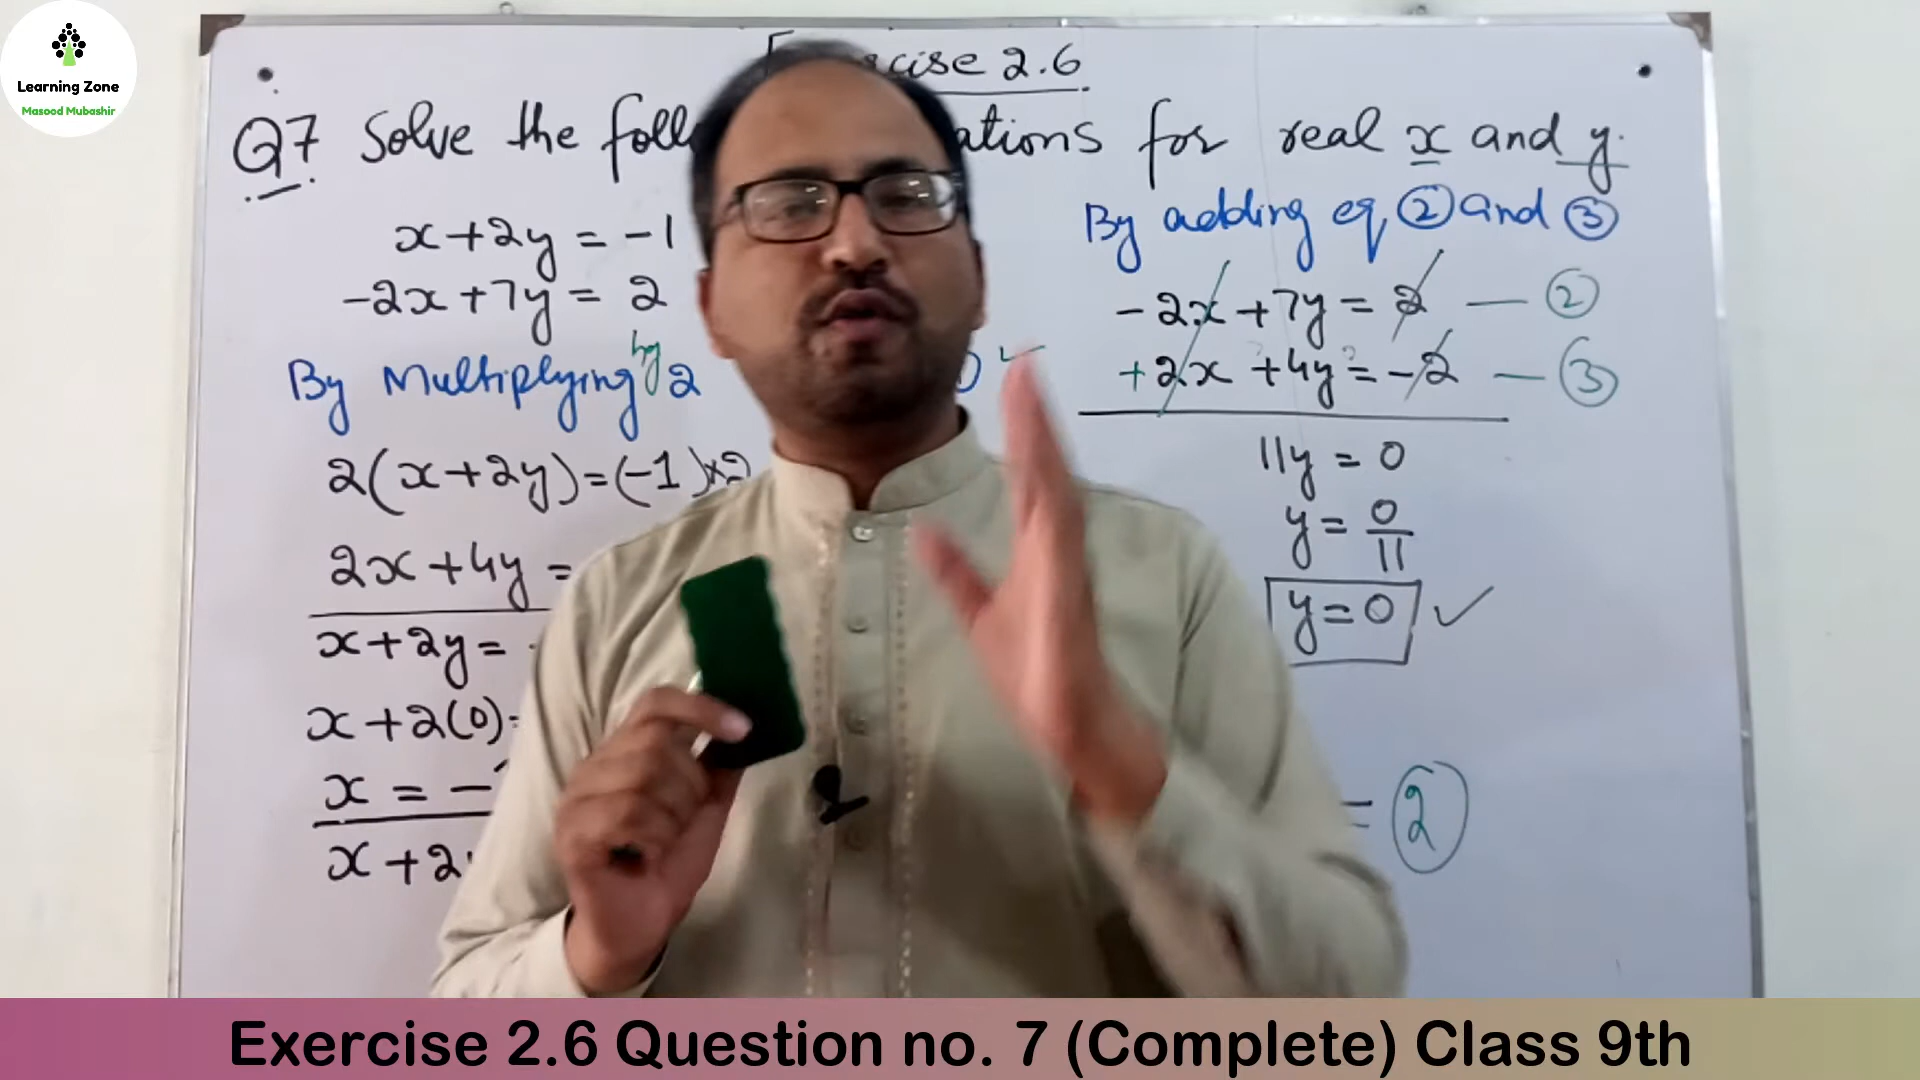 Learning Zone
Masood Mubashir
cise 2.6
Q7 Solve the foll ations for real x and y.
x+2y = -1
-2x+7y = 2
By Multiplying by 2
2(x+2y)=(-1)×2
2x+4y =
x+2y =
x+2(0)
x = -
x+2
By adding eq ② and ③
-2x+7y = 2 — ②
+2x +4y = -2 — ③
11y = 0
y = 0/11
y=0 ✓
= ②
Exercise 2.6 Question no. 7 (Complete) Class 9th